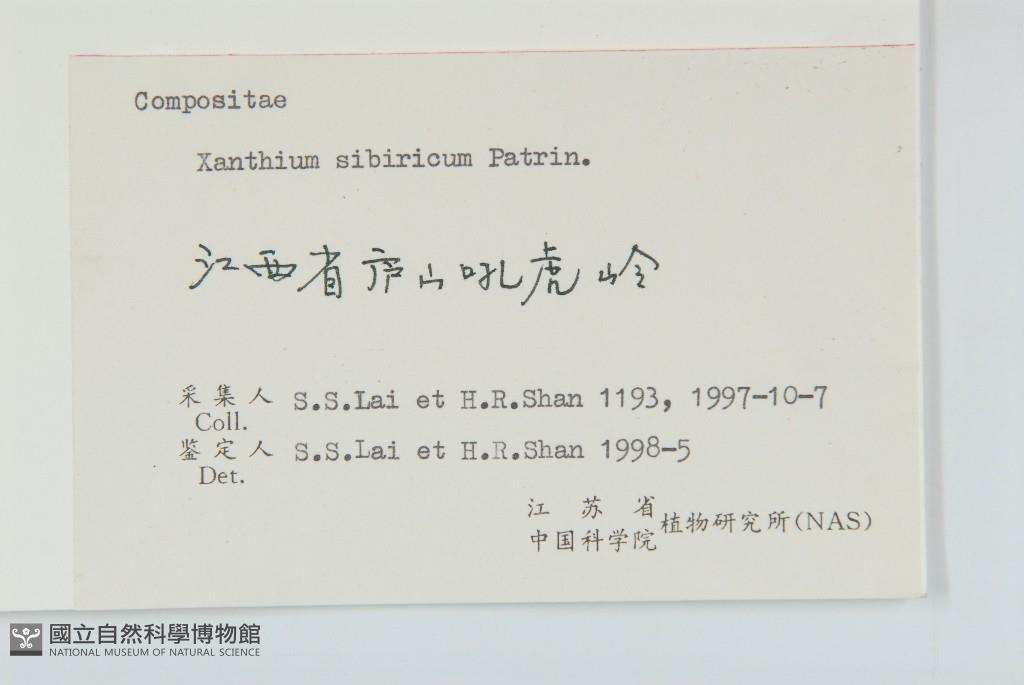 Compositae
Xanthium sibiricum Patrin.
江西省庐山吼虎岭
采集人 S.S.Lai et H.R.Shan 1193, 1997-10-7
Coll.
鉴定人 S.S.Lai et H.R.Shan 1998-5
Det.
江苏省
中国科学院 植物研究所(NAS)
國立自然科學博物館
NATIONAL MUSEUM OF NATURAL SCIENCE